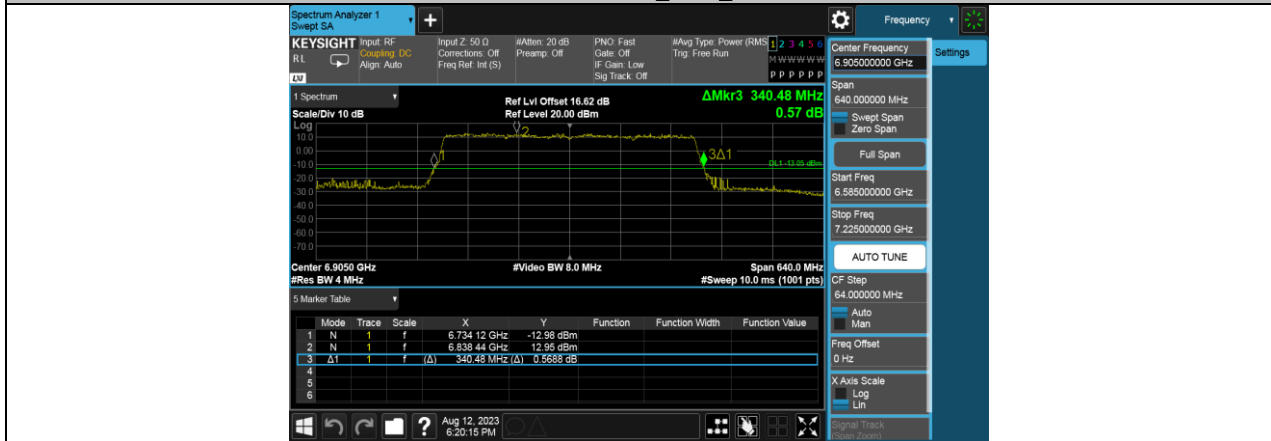 Spectrum Analyzer 1
Swept SA
+
Frequency
KEYSIGHT
RL
LXI
Input: RF
Coupling: DC
Align: Auto
Input Z: 50 Ω
Corrections: Off
Freq Ref: Int (S)
#Atten: 20 dB
Preamp: Off
PNO: Fast
Gate: Off
IF Gain: Low
Sig Track: Off
#Avg Type: Power (RMS
Trig: Free Run
1 2 3 4 5 6
M W W W W W
P P P P P P
1 Spectrum
Scale/Div 10 dB
Ref Lvl Offset 16.62 dB
Ref Level 20.00 dBm
ΔMkr3 340.48 MHz
0.57 dB
Log
10.0
0.00
-10.0
-20.0
-30.0
-40.0
-50.0
-60.0
-70.0
1
2
3Δ1
DL1 -13.05 dBm
Center 6.9050 GHz
#Video BW 8.0 MHz
Span 640.0 MHz
#Res BW 4 MHz
#Sweep 10.0 ms (1001 pts)
5 Marker Table
Mode Trace Scale X Y Function Function Width Function Value
1 N 1 f 6.734 12 GHz -12.98 dBm
2 N 1 f 6.838 44 GHz 12.95 dBm
3 Δ1 1 f (Δ) 340.48 MHz (Δ) 0.5688 dB
4
5
6
?
Aug 12, 2023
6:20:15 PM
Center Frequency
6.905000000 GHz
Settings
Span
640.000000 MHz
Swept Span
Zero Span
Full Span
Start Freq
6.585000000 GHz
Stop Freq
7.225000000 GHz
AUTO TUNE
CF Step
64.000000 MHz
Auto
Man
Freq Offset
0 Hz
X Axis Scale
Log
Lin
Signal Track
(Span Zoom)